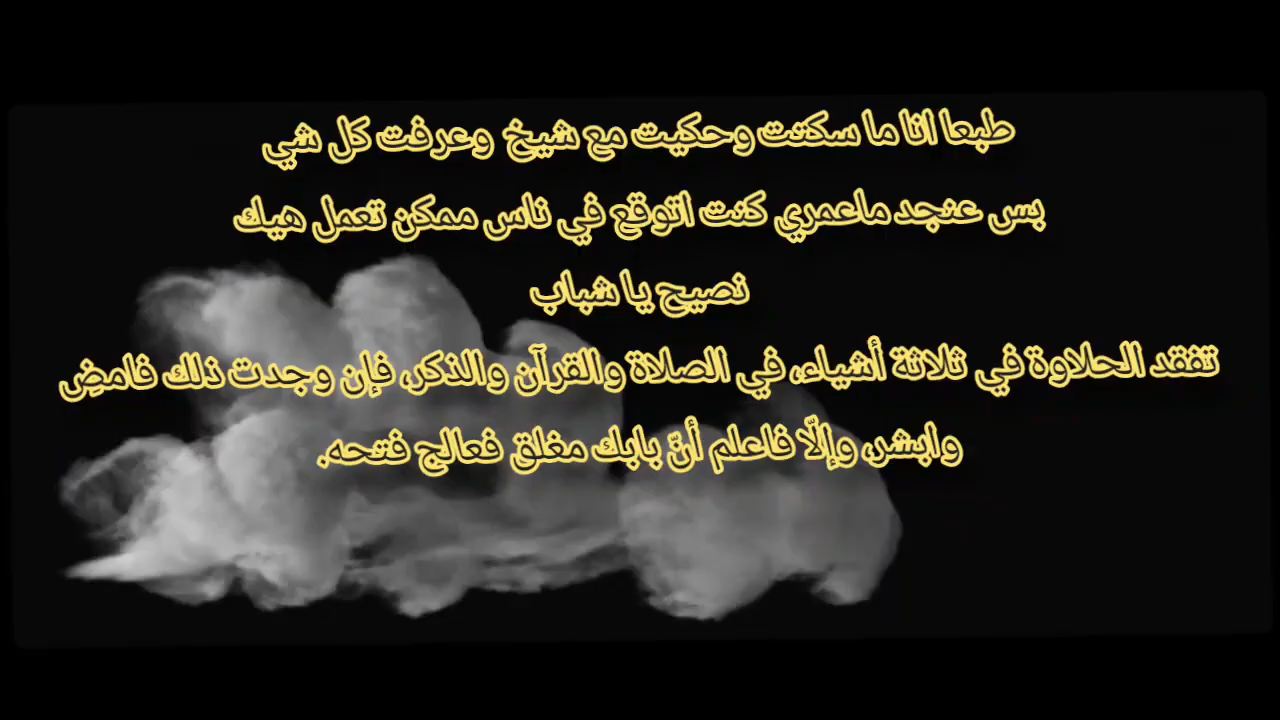 طبعا انا ما سكتت وحكيت مع شيخ وعرفت كل شي
بس عنجد ماعمري كنت اتوقع في ناس ممكن تعمل هيك
نصيح يا شباب
تفقد الحلاوة في ثلاثة أشياء، في الصلاة والقرآن والذكر، فإن وجدت ذلك فامضِ
وابشر، وإلّا فاعلم أنّ بابك مغلق فعالج فتحه.